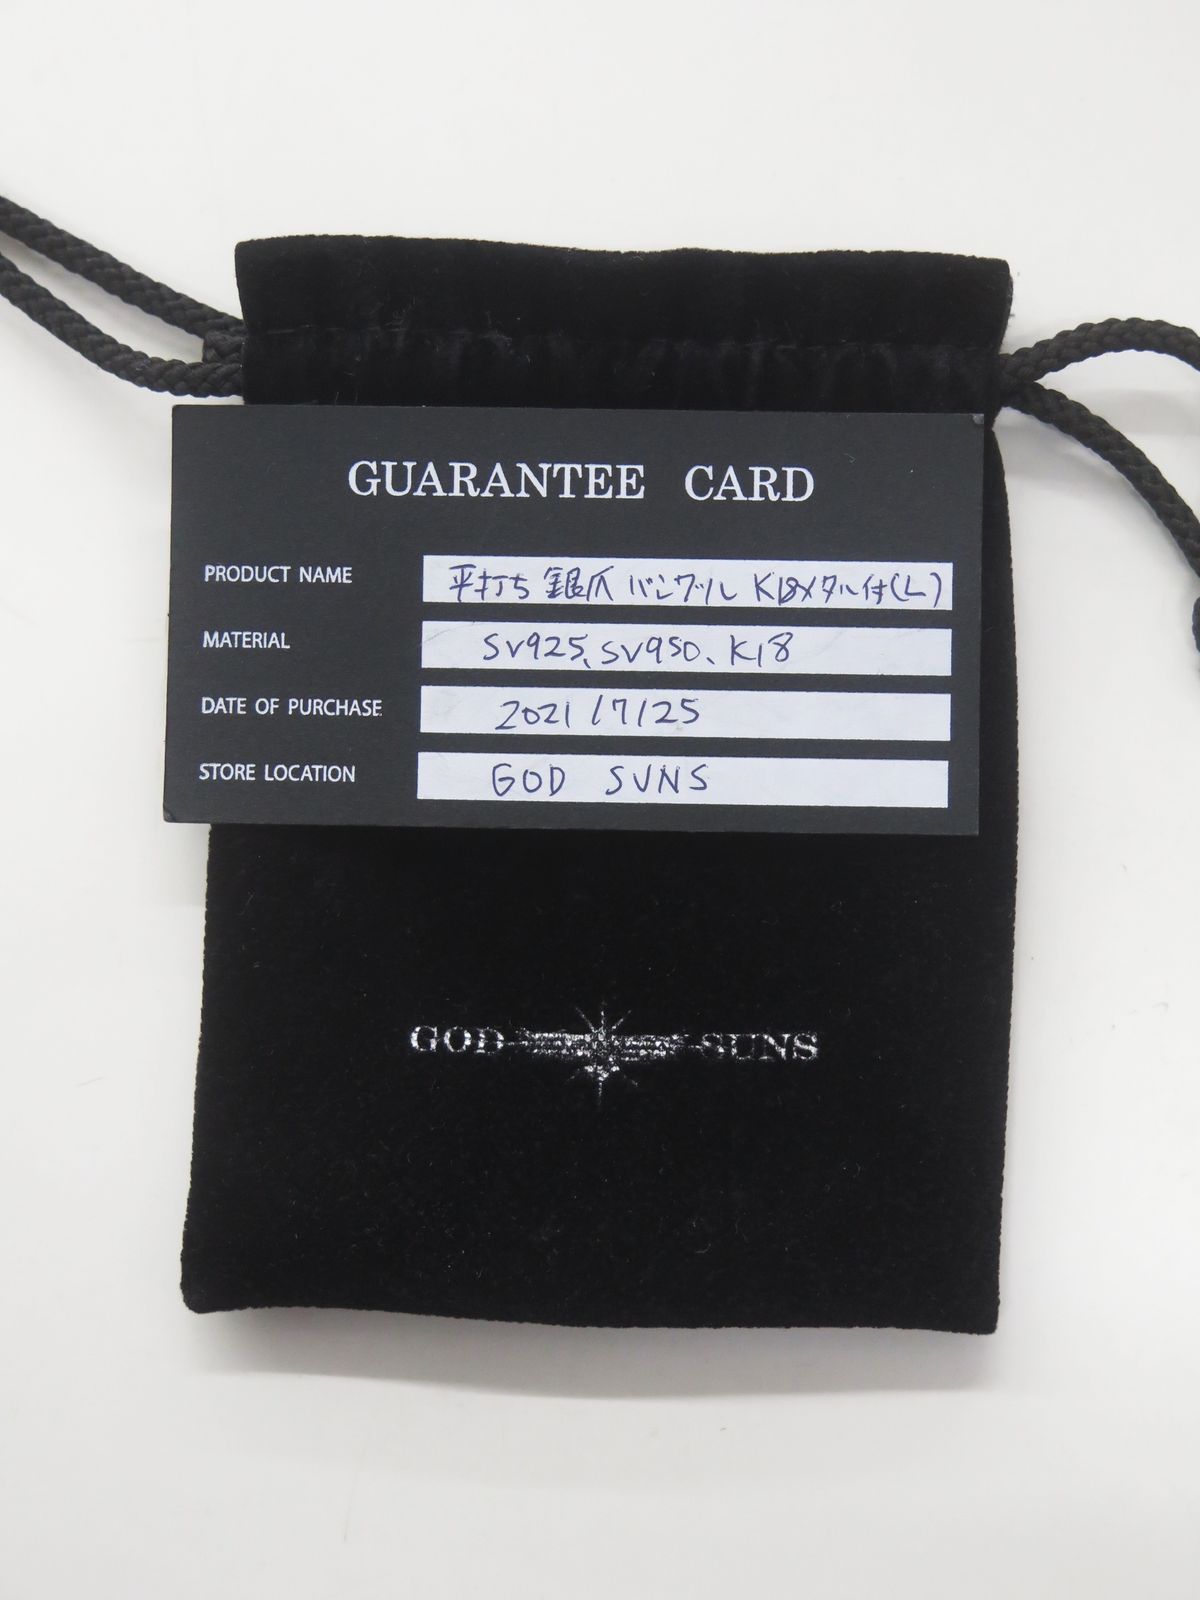 GUARANTEE CARD
PRODUCT NAME 平打ち 銀爪 バングル K18メタル付(L)
MATERIAL SV925、SV950、K18
DATE OF PURCHASE 2021/7/25
STORE LOCATION GOD SUNS
GOD SUNS